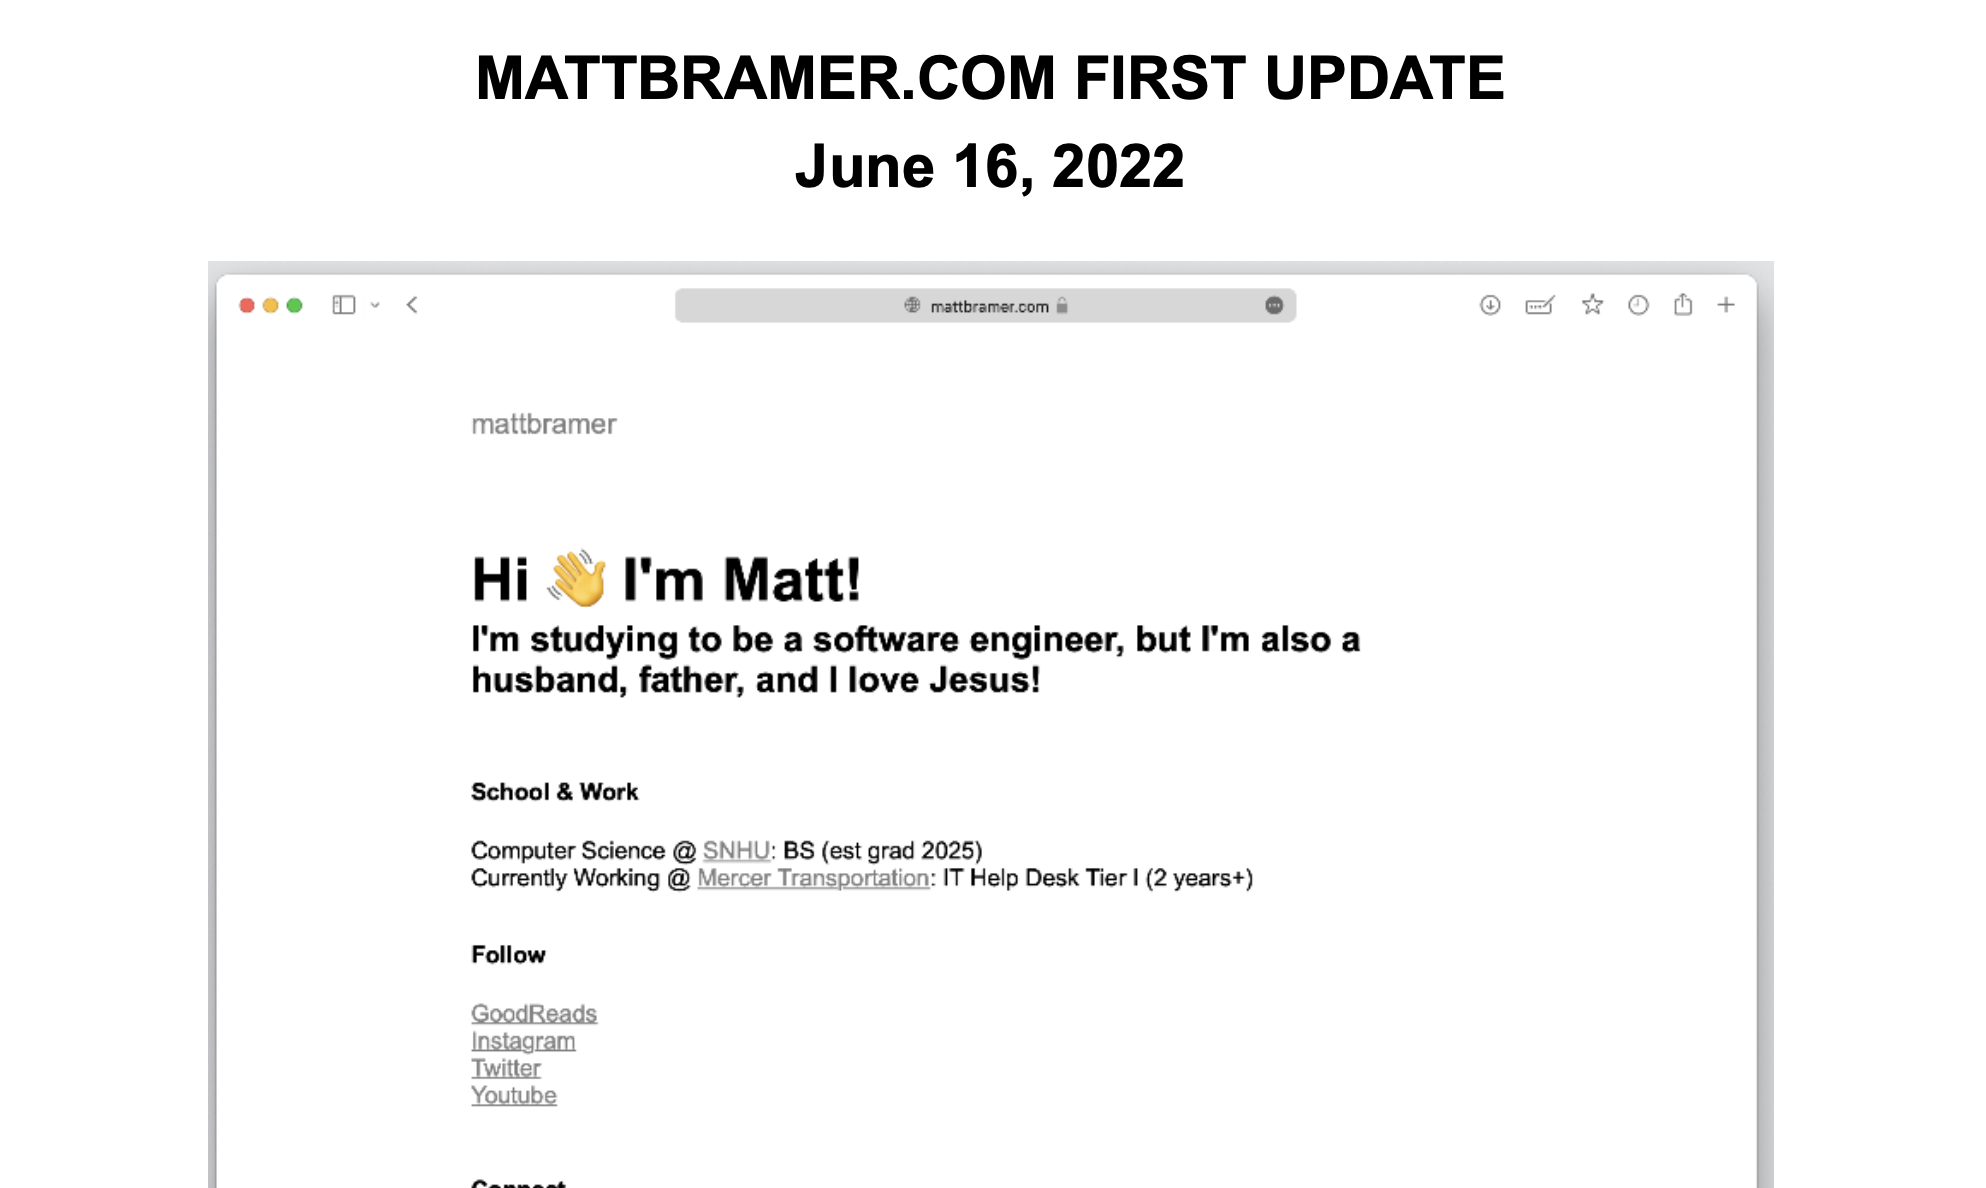 MATTBRAMER.COM FIRST UPDATE
June 16, 2022
mattbramer.com
mattbramer
Hi 👋 I'm Matt!
I'm studying to be a software engineer, but I'm also a
husband, father, and I love Jesus!
School & Work
Computer Science @ SNHU: BS (est grad 2025)
Currently Working @ Mercer Transportation: IT Help Desk Tier I (2 years+)
Follow
GoodReads
Instagram
Twitter
Youtube
Connect